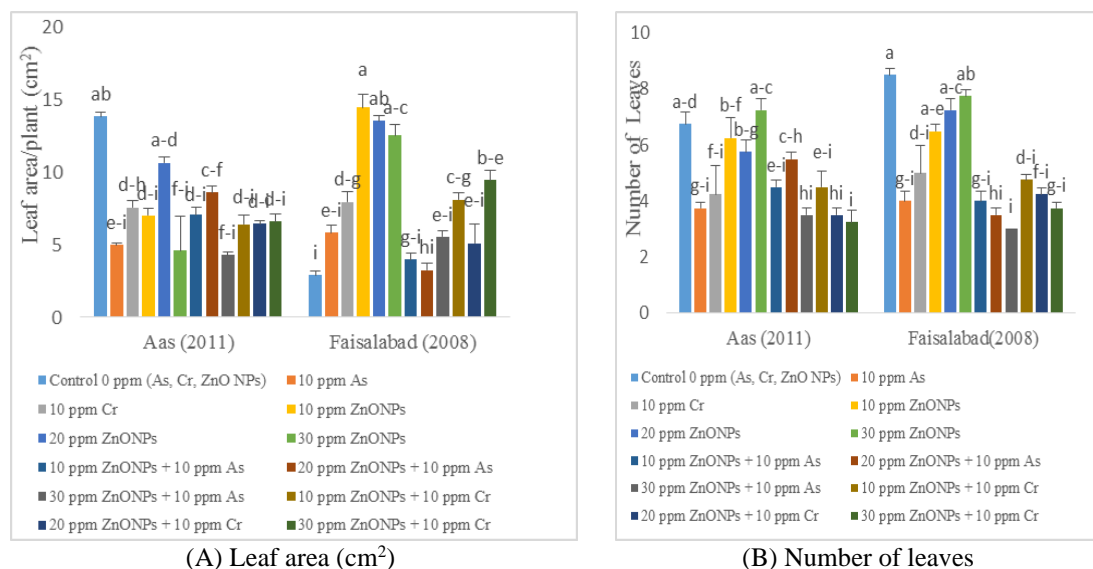 20
15
10
5
0
Leaf area/plant (cm²)
ab
e-i
d-h
d-i
a-d
f-i
d-i
c-f
f-i
d-i
d-i
d-i
i
e-i
d-g
a
ab
a-c
g-i
hi
e-i
c-g
e-i
b-e
Aas (2011)
Faisalabad (2008)
Control 0 ppm (As, Cr, ZnO NPs)
10 ppm As
10 ppm Cr
10 ppm ZnONPs
20 ppm ZnONPs
30 ppm ZnONPs
10 ppm ZnONPs + 10 ppm As
20 ppm ZnONPs + 10 ppm As
30 ppm ZnONPs + 10 ppm As
10 ppm ZnONPs + 10 ppm Cr
20 ppm ZnONPs + 10 ppm Cr
30 ppm ZnONPs + 10 ppm Cr
(A) Leaf area (cm²)
10
8
6
4
2
0
Number of Leaves
a-d
g-i
f-i
b-f
b-g
a-c
e-i
c-h
hi
e-i
hi
i
a
g-i
d-i
a-e
a-c
ab
g-i
hi
i
d-i
f-i
g-i
Aas (2011)
Faisalabad(2008)
Control 0 ppm (As, Cr, ZnO NPs)
10 ppm As
10 ppm Cr
10 ppm ZnONPs
20 ppm ZnONPs
30 ppm ZnONPs
10 ppm ZnONPs + 10 ppm As
20 ppm ZnONPs + 10 ppm As
30 ppm ZnONPs + 10 ppm As
10 ppm ZnONPs + 10 ppm Cr
20 ppm ZnONPs + 10 ppm Cr
30 ppm ZnONPs + 10 ppm Cr
(B) Number of leaves